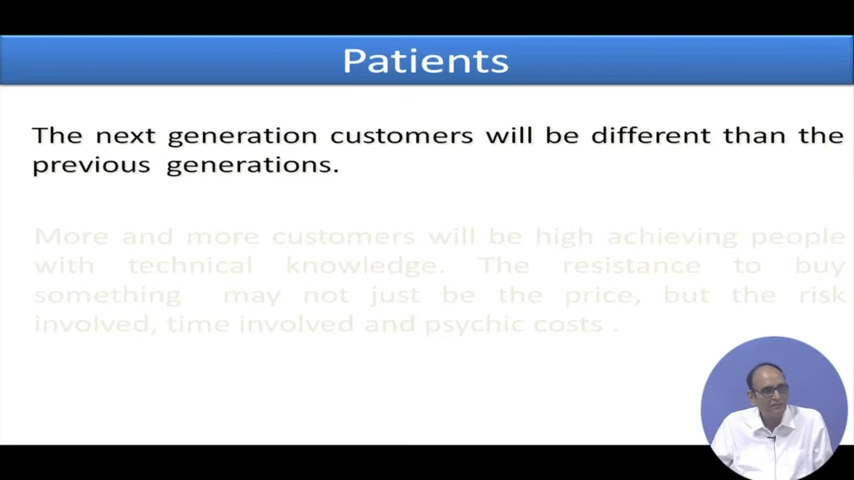 Patients
The next generation customers will be different than the
previous generations.
More and more customers will be high achieving people
with technical knowledge. The resistance to buy
something may not just be the price, but the risk
involved, time involved and psychic costs .